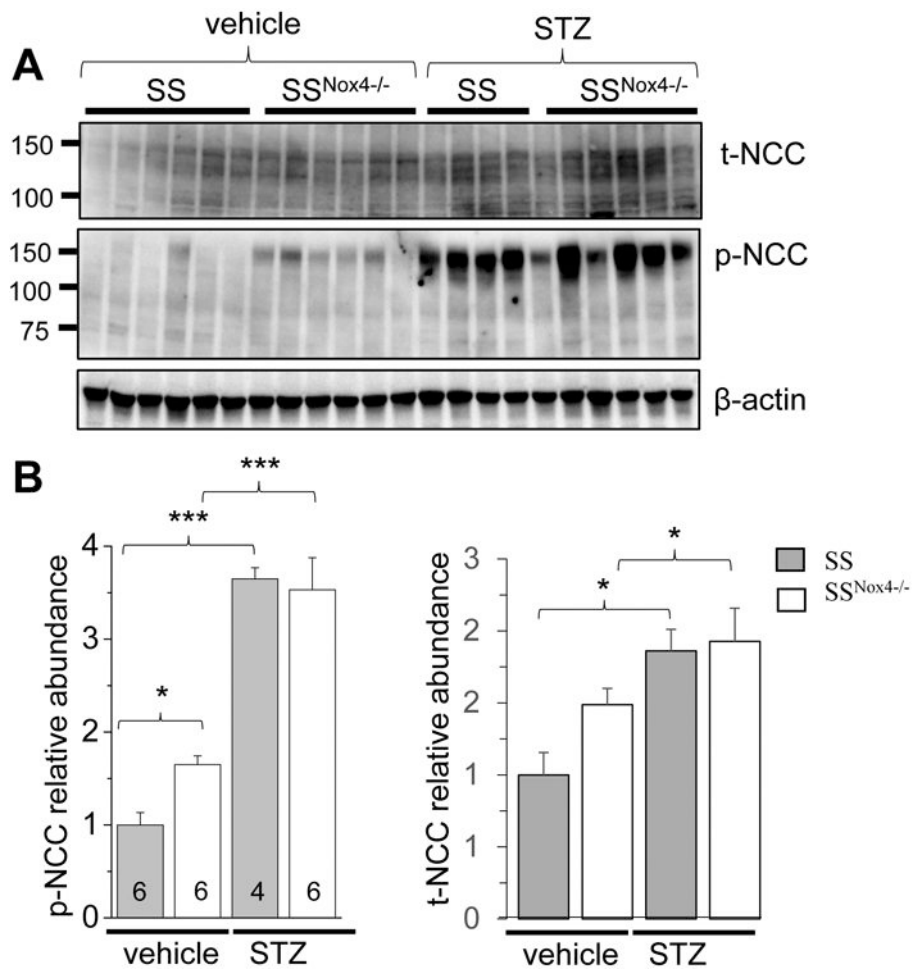 vehicle STZ
A
SS SS^Nox4-/- SS SS^Nox4-/-
150
100
t-NCC
150
100
75
p-NCC
β-actin
B
***
***
*
p-NCC relative abundance
4
3
2
1
0
6 6 4 6
vehicle STZ
*
*
t-NCC relative abundance
3
2
2
1
1
0
vehicle STZ
SS
SS^Nox4-/-